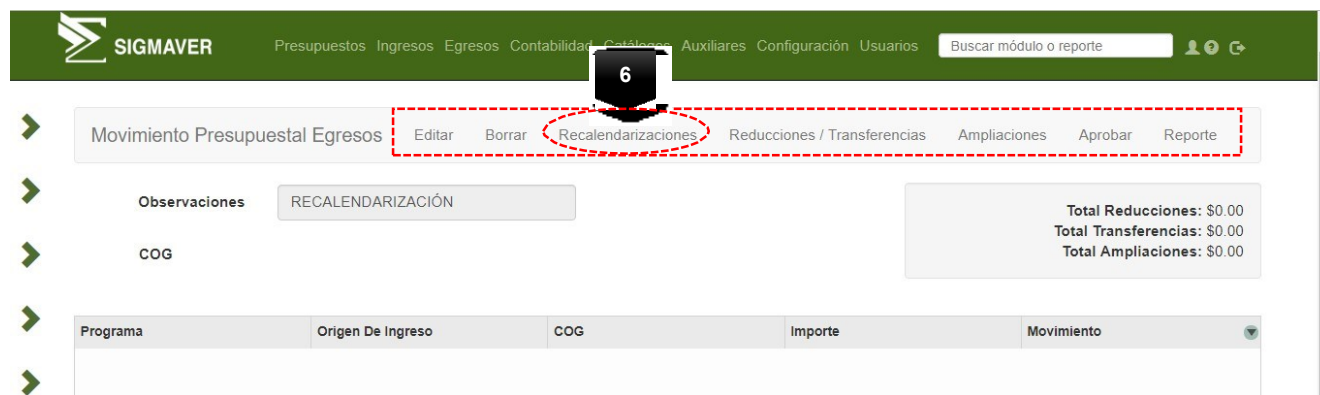 SIGMAVER Presupuestos Ingresos Egresos Contabilidad Catálogos Auxiliares Configuración Usuarios Buscar módulo o reporte
6
Movimiento Presupuestal Egresos Editar Borrar Recalendarizaciones Reducciones / Transferencias Ampliaciones Aprobar Reporte
Observaciones RECALENDARIZACIÓN
Total Reducciones: $0.00
Total Transferencias: $0.00
COG
Total Ampliaciones: $0.00
Programa Origen De Ingreso COG Importe Movimiento